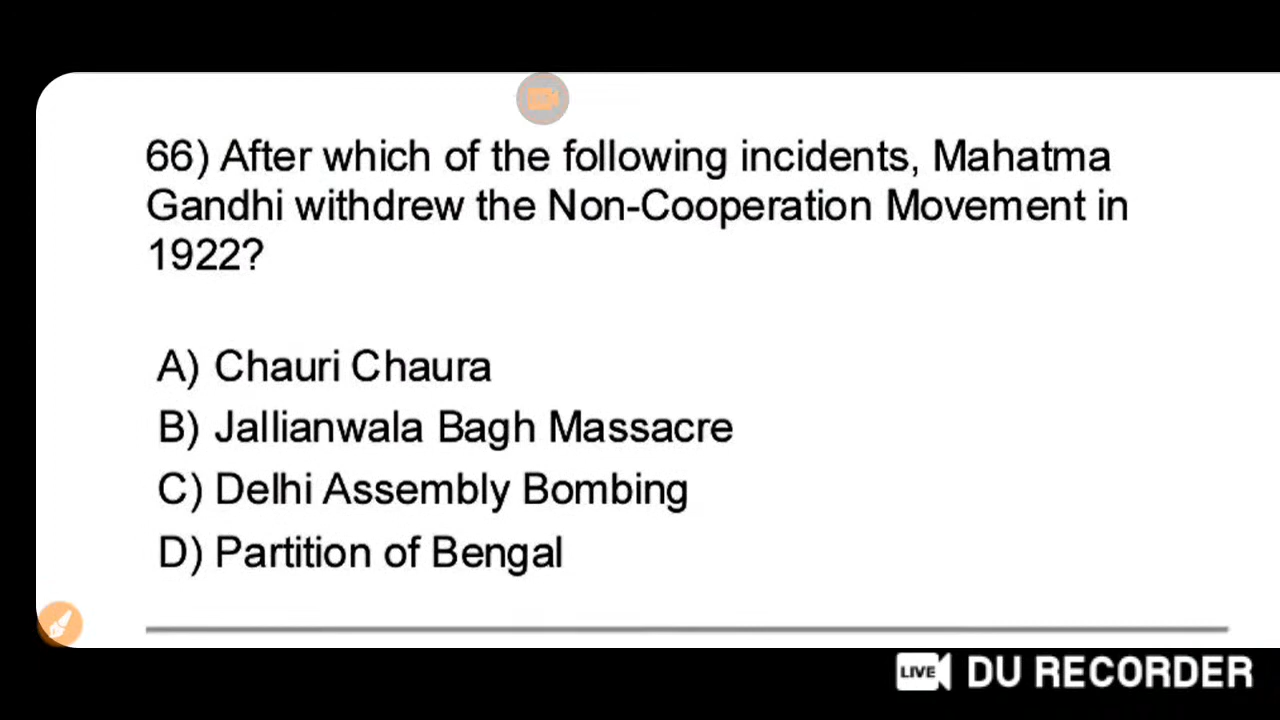 66) After which of the following incidents, Mahatma
Gandhi withdrew the Non-Cooperation Movement in
1922?
A) Chauri Chaura
B) Jallianwala Bagh Massacre
C) Delhi Assembly Bombing
D) Partition of Bengal
LIVE DU RECORDER